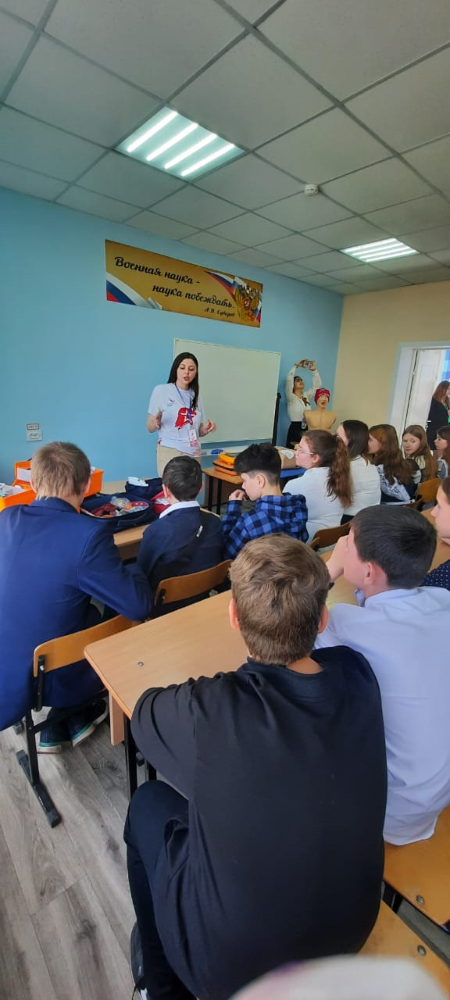 Военная наука -
наука побеждать.
А.В. Суворов